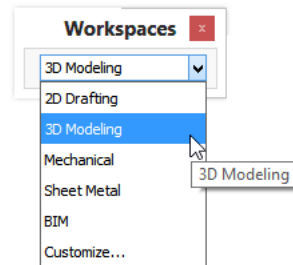 Workspaces x
3D Modeling
2D Drafting
3D Modeling
Mechanical
3D Modeling
Sheet Metal
BIM
Customize...